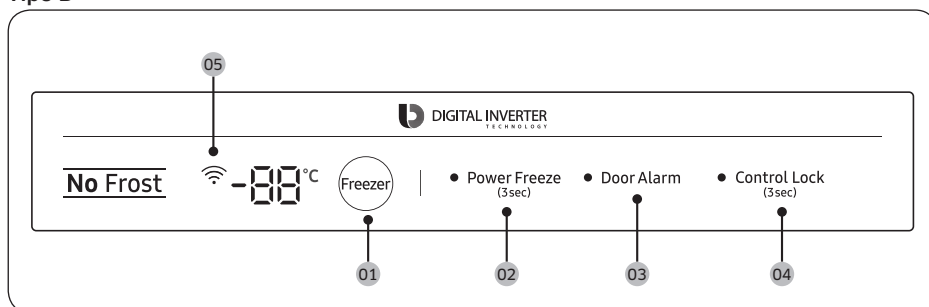 05
DIGITAL INVERTER
TECHNOLOGY
No Frost
-88°C
Freezer
Power Freeze
(3sec)
Door Alarm
Control Lock
(3sec)
01
02
03
04